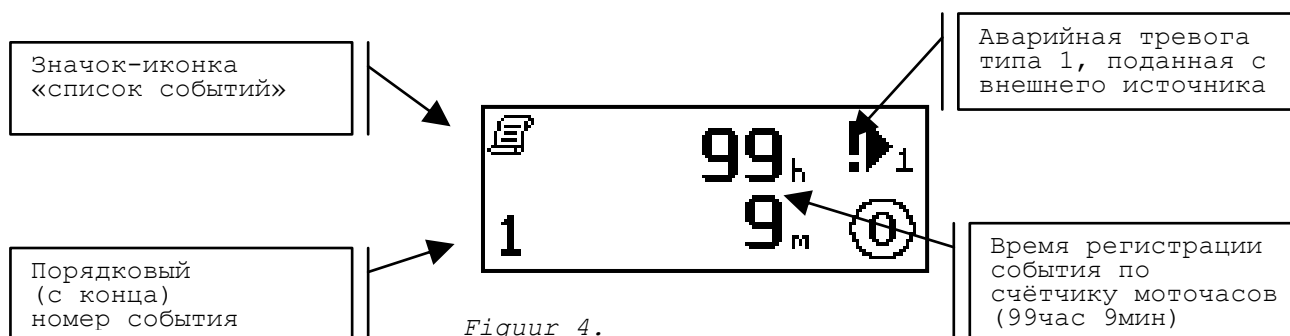 Значок-иконка
«список событий»
Аварийная тревога
типа 1, поданная с
внешнего источника
99h
1
9m
0
1
Порядковый
(с конца)
номер события
Время регистрации
события по
счётчику моточасов
(99час 9мин)
Figuur 4.